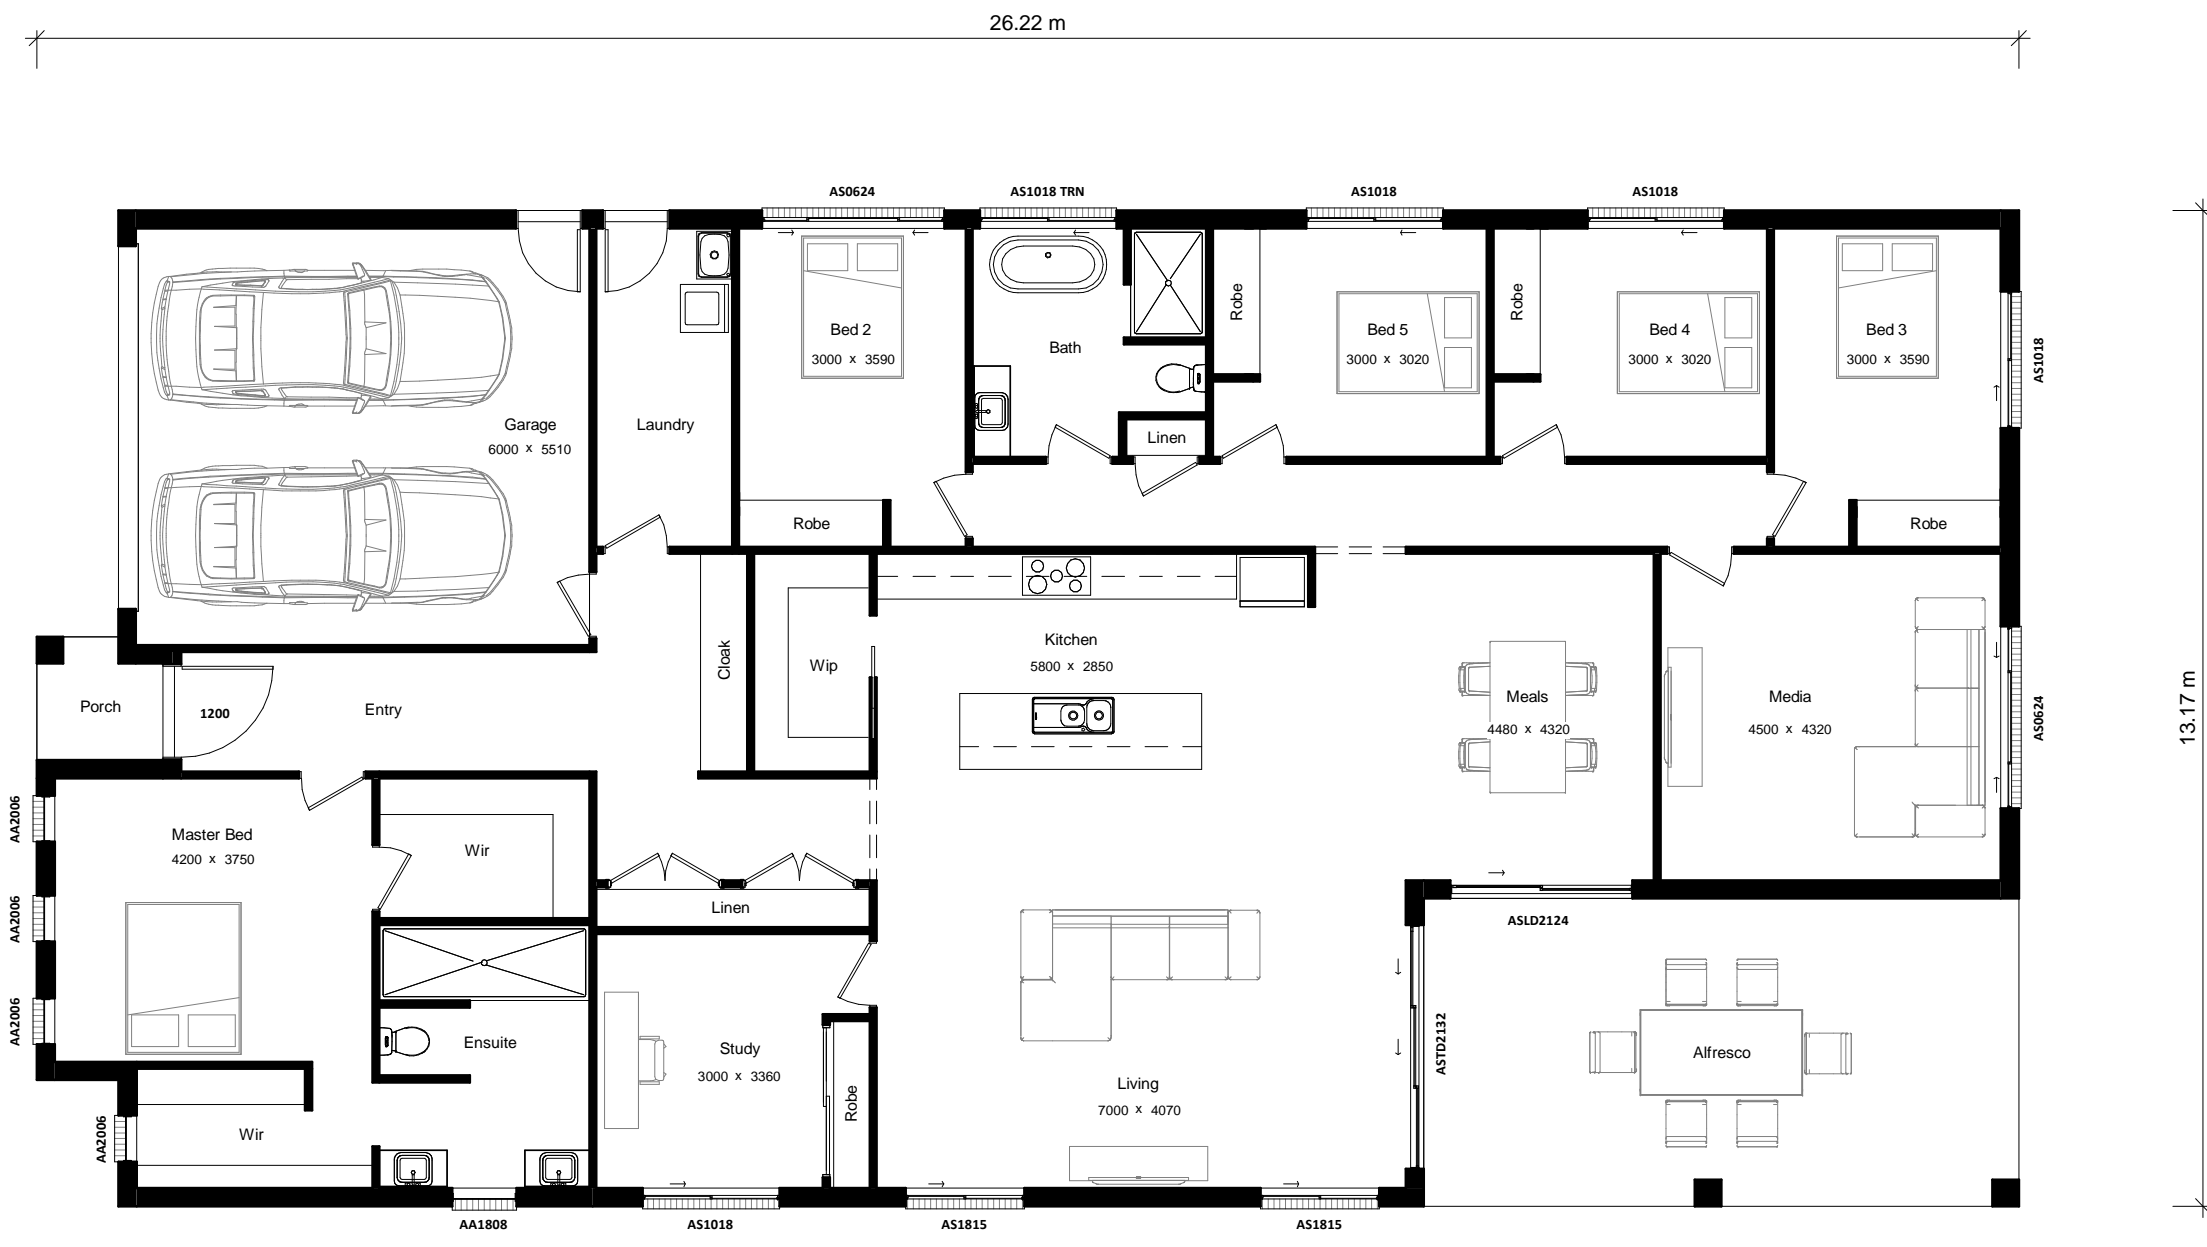 26.22 m
AS0624
AS1018 TRN
AS1018
AS1018
Bed 2
3000 x 3590
Bath
Robe
Bed 5
3000 x 3020
Robe
Bed 4
3000 x 3020
Bed 3
3000 x 3590
AS1018
Garage
6000 x 5510
Laundry
Linen
Robe
Robe
Porch
1200
Entry
Cloak
Wip
Kitchen
5800 x 2850
Meals
4480 x 4320
Media
4500 x 4320
AS0624
13.17 m
AA2006
Master Bed
4200 x 3750
Wir
AA2006
Linen
ASLD2124
AA2006
Ensuite
Study
3000 x 3360
Robe
Living
7000 x 4070
ASTD2132
Alfresco
AA2006
Wir
AA1808
AS1018
AS1815
AS1815